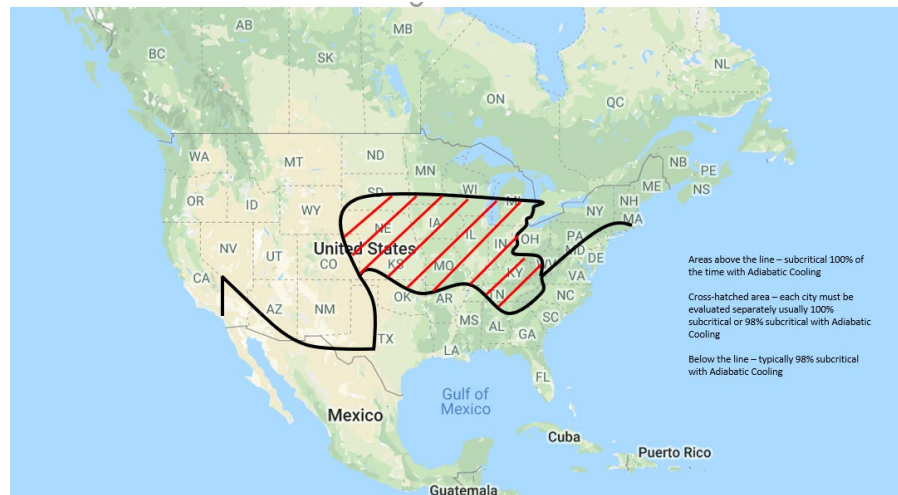 AB
MB
BC
SK
NL
ON
QC
WA
ND
MT
MN
NB
PE
NS
ME
SD
WI
MI
OR
ID
WY
NH
NY
MA
NE
IA
IL
IN
OH
PA
MD
DE
NV
UT
United States
CO
KS
MO
KY
VA
CA
AZ
NM
OK
AR
TN
NC
SC
MS
AL
GA
TX
LA
FL
Areas above the line – subcritical 100% of
the time with Adiabatic Cooling
Cross-hatched area – each city must be
evaluated separately usually 100%
subcritical or 98% subcritical with Adiabatic
Cooling
Below the line – typically 98% subcritical
with Adiabatic Cooling
Gulf of
Mexico
Mexico
Cuba
Puerto Rico
Guatemala